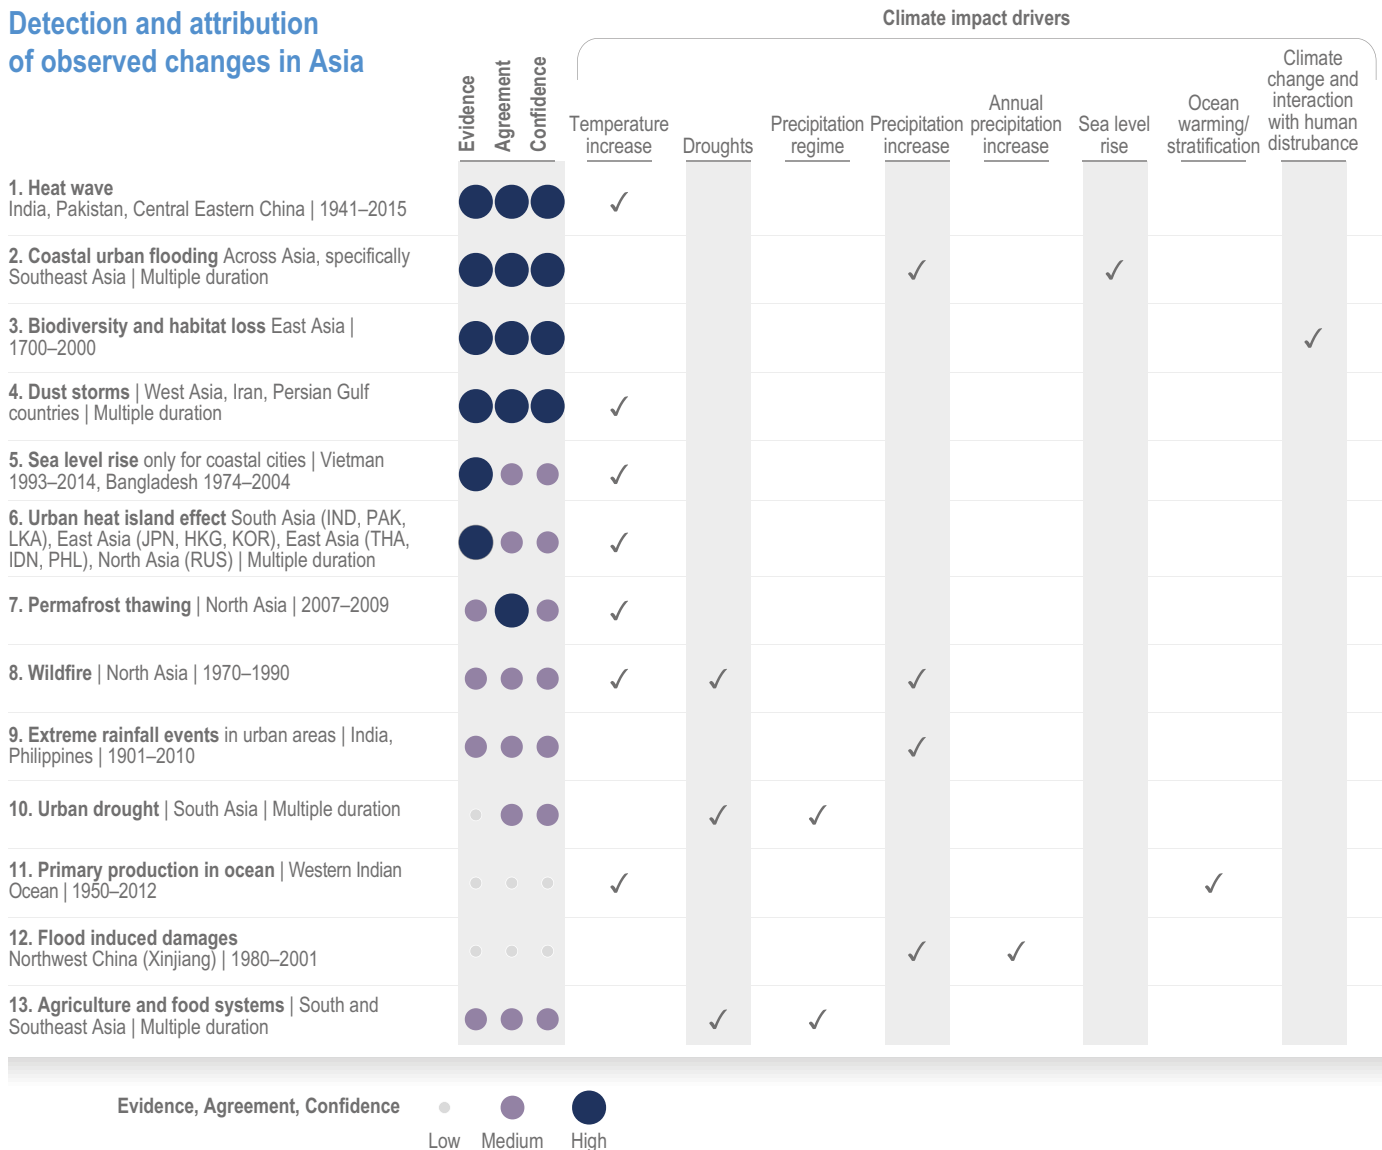 Detection and attribution
of observed changes in Asia
Climate impact drivers
Evidence
Agreement
Confidence
Temperature
increase
Droughts
Precipitation
regime
Precipitation
increase
Annual
precipitation
increase
Sea level
rise
Ocean
warming/
stratification
Climate
change and
interaction
with human
distrubance
1. Heat wave
India, Pakistan, Central Eastern China | 1941–2015
✓
2. Coastal urban flooding Across Asia, specifically
Southeast Asia | Multiple duration
✓ ✓
3. Biodiversity and habitat loss East Asia |
1700–2000
✓
4. Dust storms | West Asia, Iran, Persian Gulf
countries | Multiple duration
✓
5. Sea level rise only for coastal cities | Vietman
1993–2014, Bangladesh 1974–2004
✓
6. Urban heat island effect South Asia (IND, PAK,
LKA), East Asia (JPN, HKG, KOR), East Asia (THA,
IDN, PHL), North Asia (RUS) | Multiple duration
✓
7. Permafrost thawing | North Asia | 2007–2009
✓
8. Wildfire | North Asia | 1970–1990
✓ ✓ ✓
9. Extreme rainfall events in urban areas | India,
Philippines | 1901–2010
✓
10. Urban drought | South Asia | Multiple duration
✓ ✓
11. Primary production in ocean | Western Indian
Ocean | 1950–2012
✓ ✓
12. Flood induced damages
Northwest China (Xinjiang) | 1980–2001
✓ ✓
13. Agriculture and food systems | South and
Southeast Asia | Multiple duration
✓ ✓
Evidence, Agreement, Confidence
Low Medium High